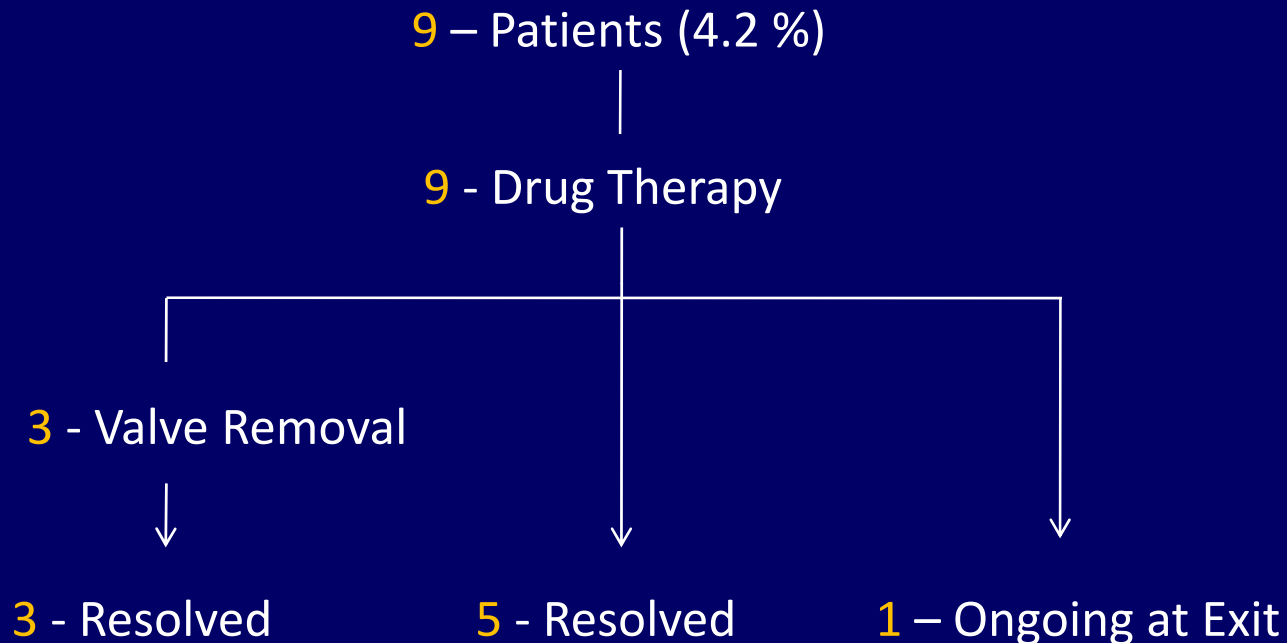 9 – Patients (4.2 %)
9 - Drug Therapy
3 - Valve Removal
3 - Resolved
5 - Resolved
1 – Ongoing at Exit